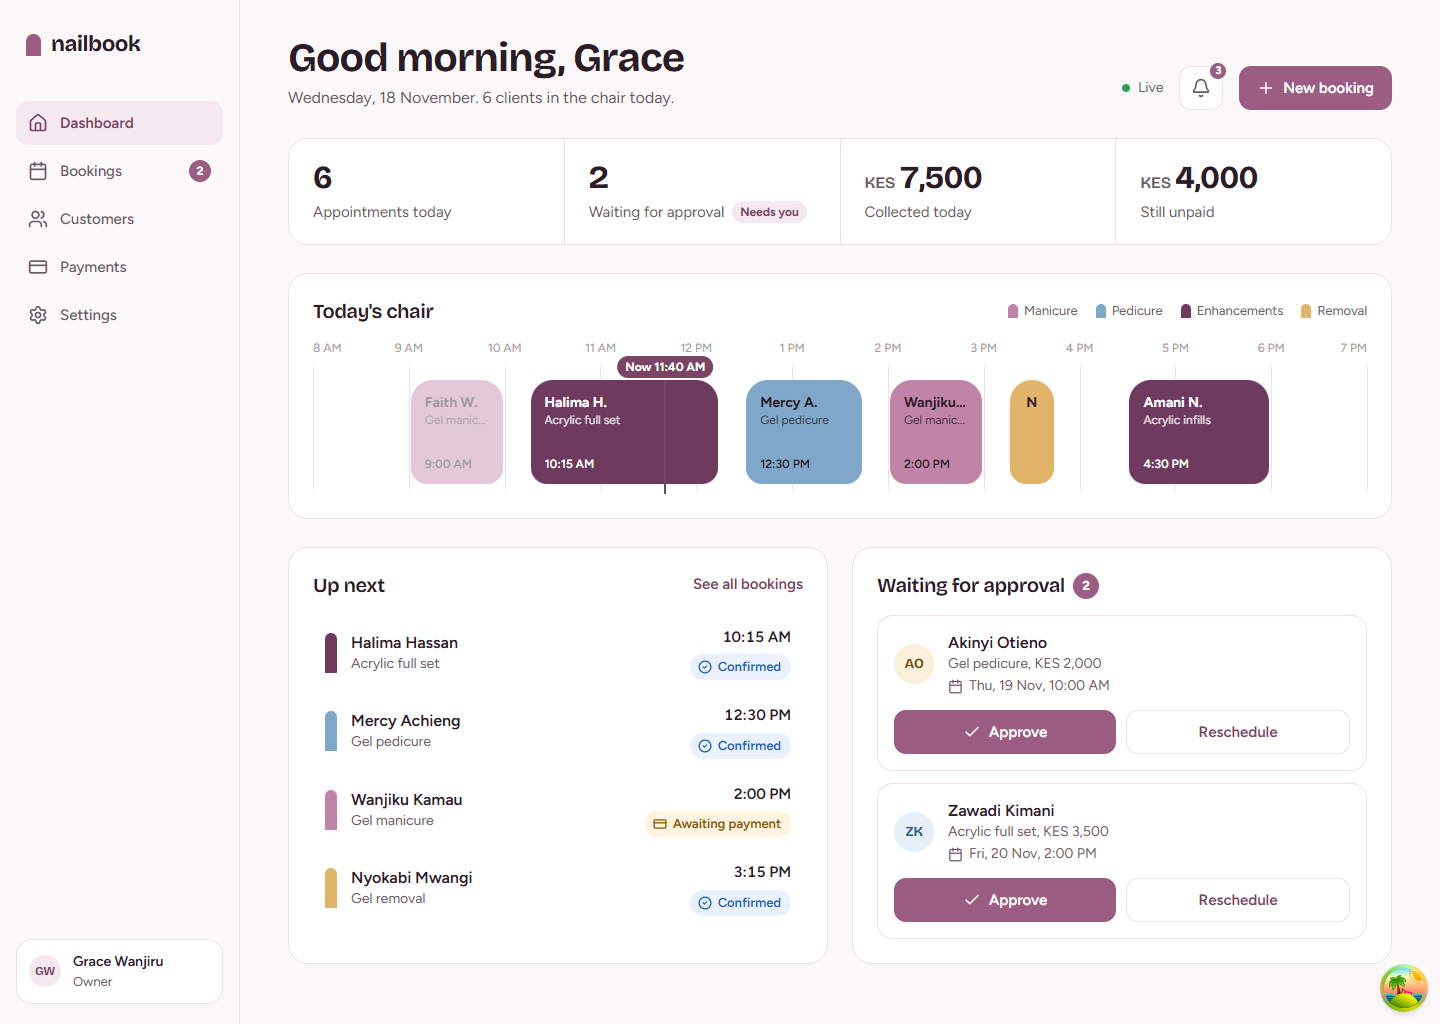 nailbook
Dashboard
Bookings 2
Customers
Payments
Settings
GW
Grace Wanjiru
Owner
Good morning, Grace
Wednesday, 18 November. 6 clients in the chair today.
Live
3
New booking
6
Appointments today
2
Waiting for approval Needs you
KES 7,500
Collected today
KES 4,000
Still unpaid
Today's chair
Manicure Pedicure Enhancements Removal
8 AM 9 AM 10 AM 11 AM 12 PM 1 PM 2 PM 3 PM 4 PM 5 PM 6 PM 7 PM
Now 11:40 AM
Faith W.
Gel manic...
9:00 AM
Halima H.
Acrylic full set
10:15 AM
Mercy A.
Gel pedicure
12:30 PM
Wanjiku...
Gel manic...
2:00 PM
N
Amani N.
Acrylic infills
4:30 PM
Up next
See all bookings
Halima Hassan
Acrylic full set
10:15 AM
Confirmed
Mercy Achieng
Gel pedicure
12:30 PM
Confirmed
Wanjiku Kamau
Gel manicure
2:00 PM
Awaiting payment
Nyokabi Mwangi
Gel removal
3:15 PM
Confirmed
Waiting for approval 2
AO
Akinyi Otieno
Gel pedicure, KES 2,000
Thu, 19 Nov, 10:00 AM
Approve
Reschedule
ZK
Zawadi Kimani
Acrylic full set, KES 3,500
Fri, 20 Nov, 2:00 PM
Approve
Reschedule